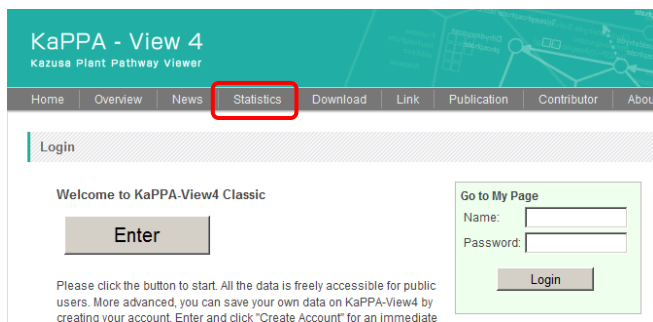 KaPPA - View 4
Kazusa Plant Pathway Viewer
Home Overview News Statistics Download Link Publication Contributor Abou
Login
Welcome to KaPPA-View4 Classic
Enter
Please click the button to start. All the data is freely accessible for public
users. More advanced, you can save your own data on KaPPA-View4 by
creating your account. Enter and click "Create Account" for an immediate
Go to My Page
Name:
Password:
Login